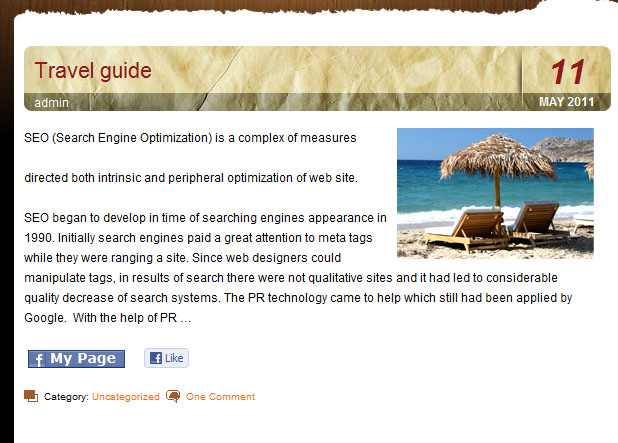 Travel guide
11
admin
MAY 2011
SEO (Search Engine Optimization) is a complex of measures
directed both intrinsic and peripheral optimization of web site.
SEO began to develop in time of searching engines appearance in
1990. Initially search engines paid a great attention to meta tags
while they were ranging a site. Since web designers could
manipulate tags, in results of search there were not qualitative sites and it had led to considerable
quality decrease of search systems. The PR technology came to help which still had been applied by
Google.  With the help of PR …
f My Page
f Like
Category: Uncategorized One Comment